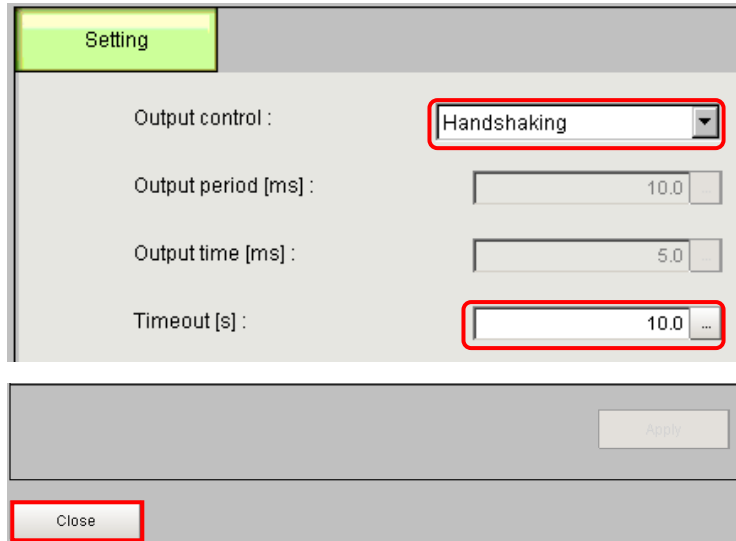 Setting
Output control : Handshaking
Output period [ms] : 10.0 ...
Output time [ms] : 5.0 ...
Timeout [s] : 10.0 ...
Apply
Close